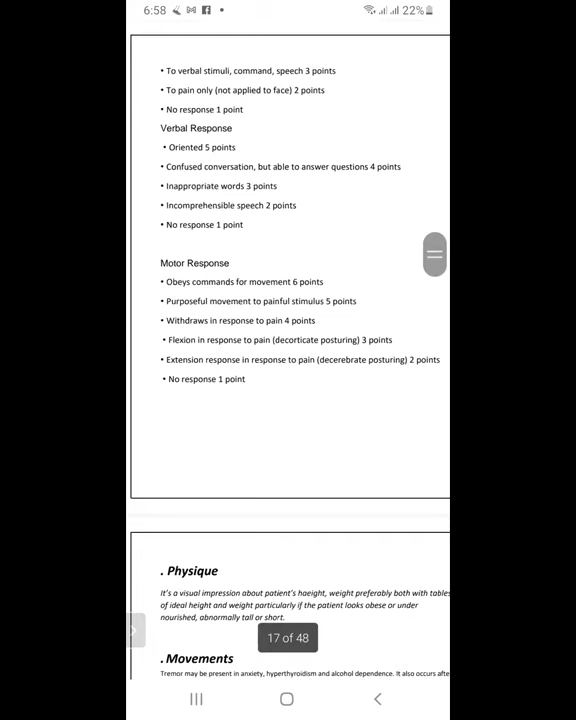 6:58
22%
• To verbal stimuli, command, speech 3 points
• To pain only (not applied to face) 2 points
• No response 1 point
Verbal Response
• Oriented 5 points
• Confused conversation, but able to answer questions 4 points
• Inappropriate words 3 points
• Incomprehensible speech 2 points
• No response 1 point
Motor Response
• Obeys commands for movement 6 points
• Purposeful movement to painful stimulus 5 points
• Withdraws in response to pain 4 points
• Flexion in response to pain (decorticate posturing) 3 points
• Extension response in response to pain (decerebrate posturing) 2 points
• No response 1 point
. Physique
It's a visual impression about patient's haeight, weight preferably both with tables
of ideal height and weight particularly if the patient looks obese or under
nourished, abnormally tall or short.
17 of 48
. Movements
Tremor may be present in anxiety, hyperthyroidism and alcohol dependence. It also occurs afte